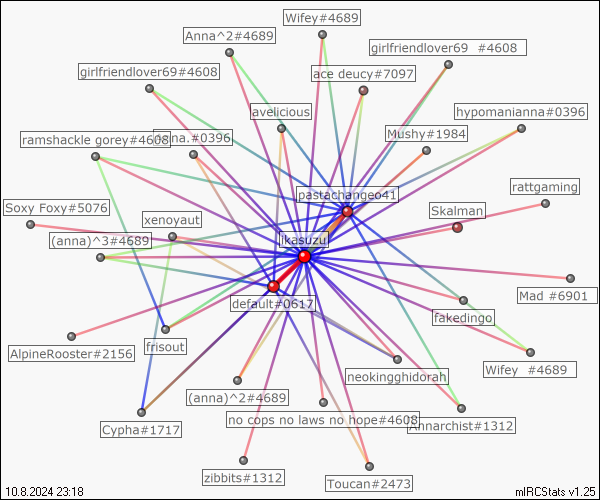 Wifey#4689
Anna^2#4689
girlfriendlover69 #4608
girlfriendlover69#4608
ace deucy#7097
avelicious
hypomanianna#0396
Mushy#1984
ramshackle gorey#4608
#0396
rattgaming
pastachangeo41
Soxy Foxy#5076
xenoyaut
Skalman
(anna)^3#4689
ikasuzu
Mad #6901
default#0617
fakedingo
AlpineRooster#2156
frisout
Wifey #4689
neokingghidorah
(anna)^2#4689
no cops no laws no hope#4608
Annarchist#1312
Cypha#1717
zibbits#1312
Toucan#2473
10.8.2024 23:18
mIRCStats v1.25